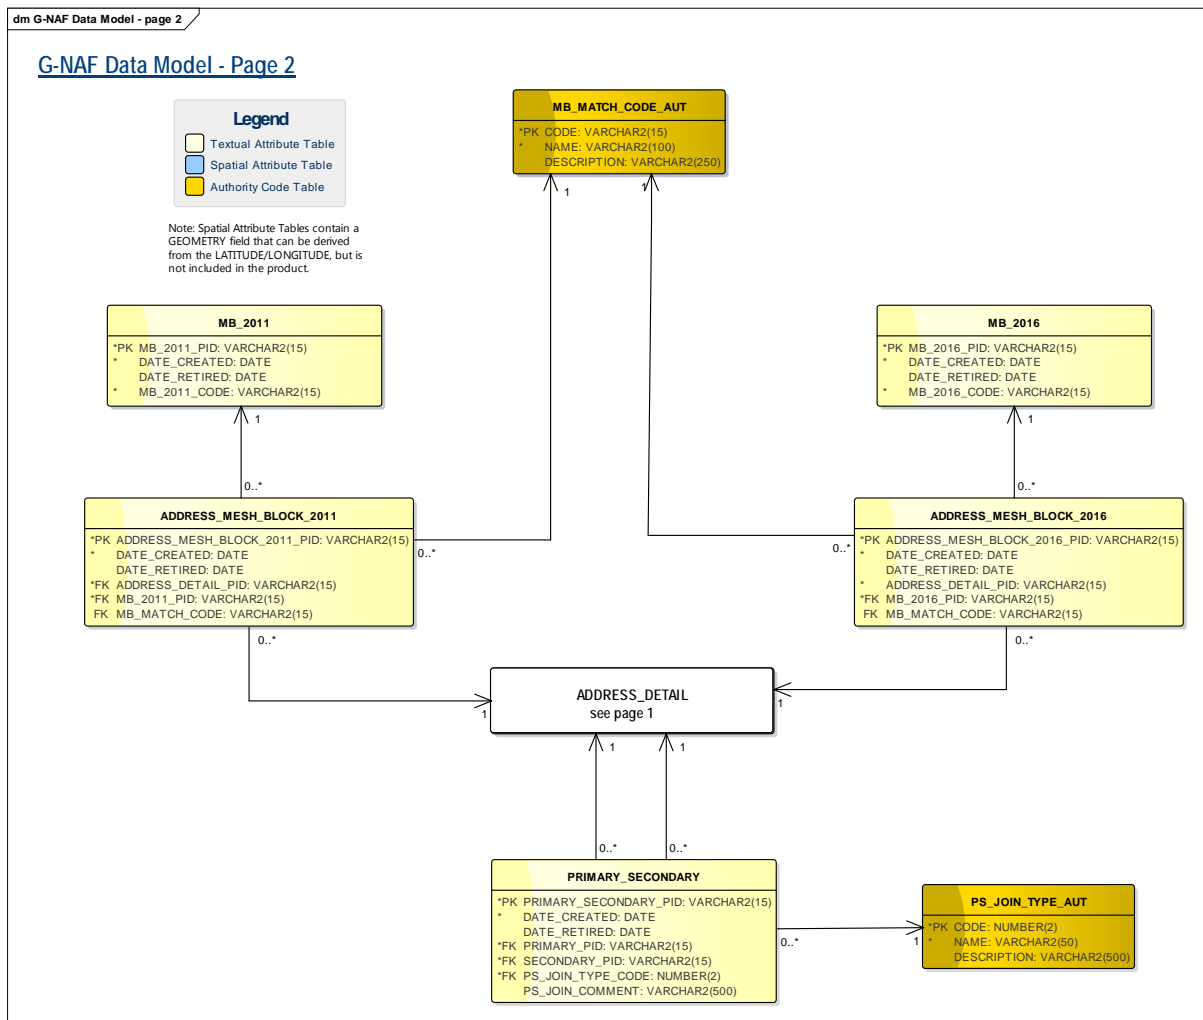 dm G-NAF Data Model - page 2
G-NAF Data Model - Page 2
Legend
Textual Attribute Table
Spatial Attribute Table
Authority Code Table
Note: Spatial Attribute Tables contain a
GEOMETRY field that can be derived
from the LATITUDE/LONGITUDE, but is
not included in the product.
MB_MATCH_CODE_AUT
*PK CODE: VARCHAR2(15)
* NAME: VARCHAR2(100)
DESCRIPTION: VARCHAR2(250)
1
1
MB_2011
*PK MB_2011_PID: VARCHAR2(15)
* DATE_CREATED: DATE
DATE_RETIRED: DATE
* MB_2011_CODE: VARCHAR2(15)
1
0..*
MB_2016
*PK MB_2016_PID: VARCHAR2(15)
* DATE_CREATED: DATE
DATE_RETIRED: DATE
* MB_2016_CODE: VARCHAR2(15)
1
0..*
ADDRESS_MESH_BLOCK_2011
*PK ADDRESS_MESH_BLOCK_2011_PID: VARCHAR2(15)
* DATE_CREATED: DATE
DATE_RETIRED: DATE
*FK ADDRESS_DETAIL_PID: VARCHAR2(15)
*FK MB_2011_PID: VARCHAR2(15)
FK MB_MATCH_CODE: VARCHAR2(15)
0..*
0..*
ADDRESS_MESH_BLOCK_2016
*PK ADDRESS_MESH_BLOCK_2016_PID: VARCHAR2(15)
* DATE_CREATED: DATE
DATE_RETIRED: DATE
* ADDRESS_DETAIL_PID: VARCHAR2(15)
*FK MB_2016_PID: VARCHAR2(15)
FK MB_MATCH_CODE: VARCHAR2(15)
0..*
0..*
ADDRESS_DETAIL
see page 1
1
1
1
1
0..*
0..*
PRIMARY_SECONDARY
*PK PRIMARY_SECONDARY_PID: VARCHAR2(15)
* DATE_CREATED: DATE
DATE_RETIRED: DATE
*FK PRIMARY_PID: VARCHAR2(15)
*FK SECONDARY_PID: VARCHAR2(15)
*FK PS_JOIN_TYPE_CODE: NUMBER(2)
PS_JOIN_COMMENT: VARCHAR2(500)
0..*
1
PS_JOIN_TYPE_AUT
*PK CODE: NUMBER(2)
* NAME: VARCHAR2(50)
DESCRIPTION: VARCHAR2(500)